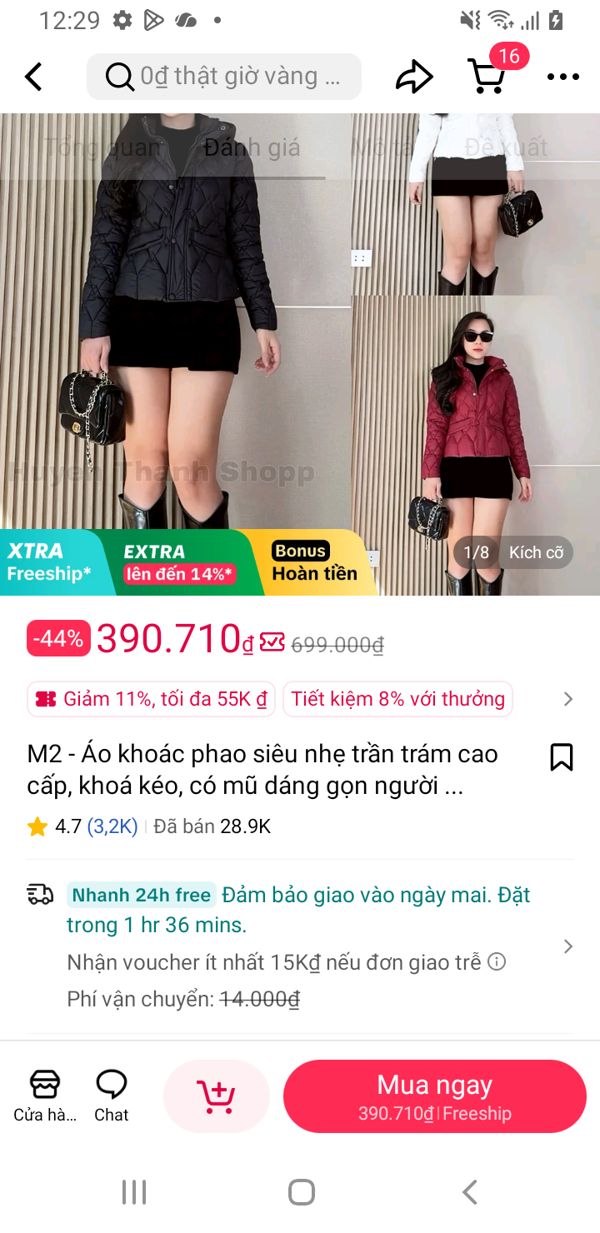 12:29
16
0₫ thật giờ vàng ...
Tổng quan Đánh giá Mô tả Đề xuất
Huyen Thanh Shopp
XTRA
Freeship*
EXTRA
lên đến 14%*
Bonus
Hoàn tiền
1/8 Kích cỡ
-44% 390.710₫ 699.000₫
Giảm 11%, tối đa 55K ₫ Tiết kiệm 8% với thưởng
M2 - Áo khoác phao siêu nhẹ trần trám cao
cấp, khoá kéo, có mũ dáng gọn người ...
4.7 (3,2K) Đã bán 28.9K
Nhanh 24h free Đảm bảo giao vào ngày mai. Đặt
trong 1 hr 36 mins.
Nhận voucher ít nhất 15K₫ nếu đơn giao trễ
Phí vận chuyển: 14.000₫
Cửa hà... Chat
Mua ngay
390.710₫ | Freeship